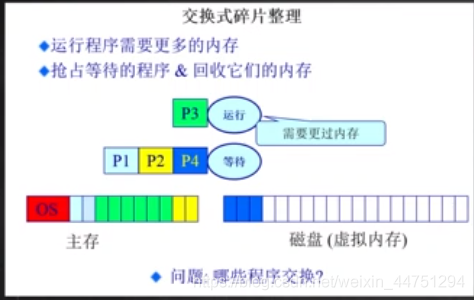 交换式碎片整理
运行程序需要更多的内存
抢占等待的程序 & 回收它们的内存
P3
运行
需要更过内存
P1
P2
P4
等待
OS
主存
磁盘 (虚拟内存)
问题: 哪些程序交换?
https://blog.csdn.net/weixin_44751294